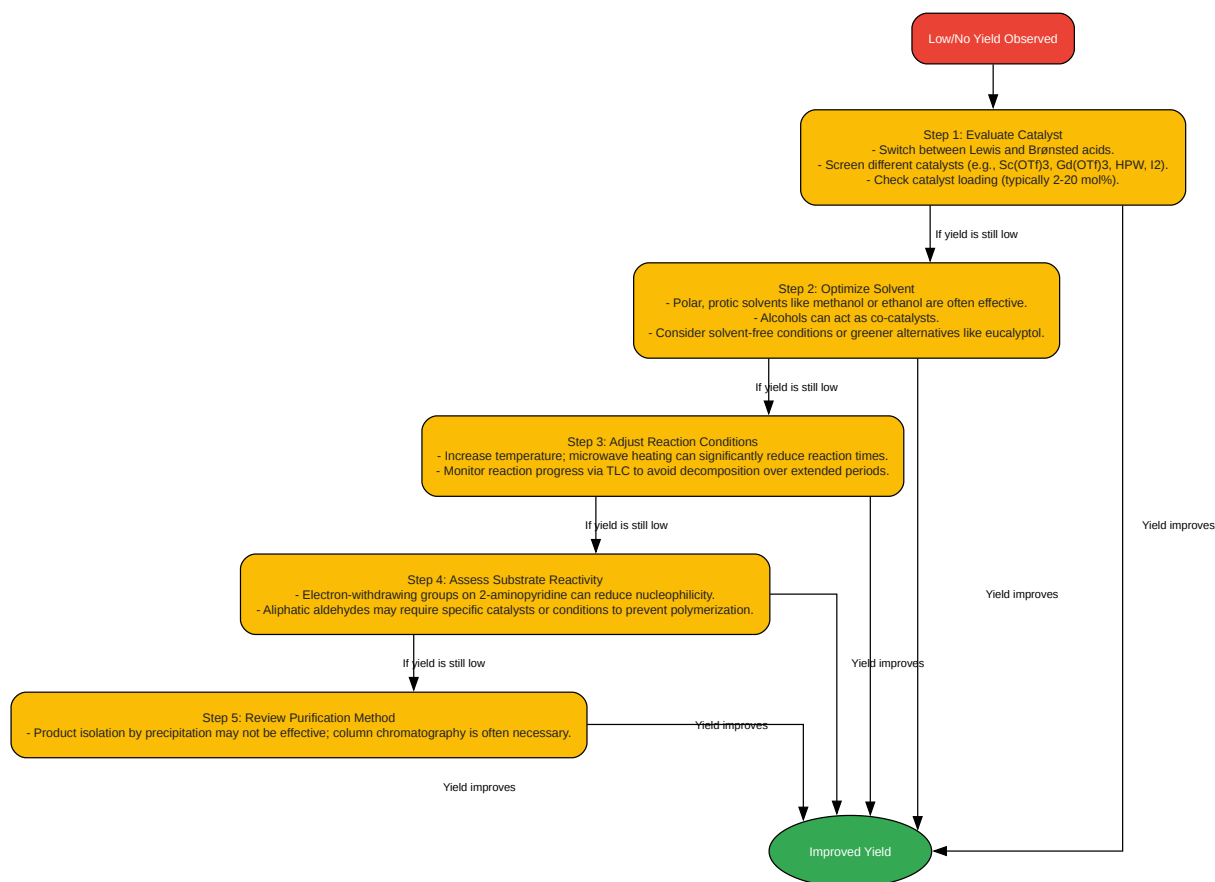 Low/No Yield Observed
Step 1: Evaluate Catalyst
- Switch between Lewis and Brønsted acids.
- Screen different catalysts (e.g., Sc(OTf)3, Gd(OTf)3, HPW, I2).
- Check catalyst loading (typically 2-20 mol%).
If yield is still low
Step 2: Optimize Solvent
- Polar, protic solvents like methanol or ethanol are often effective.
- Alcohols can act as co-catalysts.
- Consider solvent-free conditions or greener alternatives like eucalyptol.
If yield is still low
Step 3: Adjust Reaction Conditions
- Increase temperature; microwave heating can significantly reduce reaction times.
- Monitor reaction progress via TLC to avoid decomposition over extended periods.
If yield is still low
Yield improves
Step 4: Assess Substrate Reactivity
- Electron-withdrawing groups on 2-aminopyridine can reduce nucleophilicity.
- Aliphatic aldehydes may require specific catalysts or conditions to prevent polymerization.
Yield improves
If yield is still low
Yield improves
Step 5: Review Purification Method
- Product isolation by precipitation may not be effective; column chromatography is often necessary.
Yield improves
Yield improves
Improved Yield